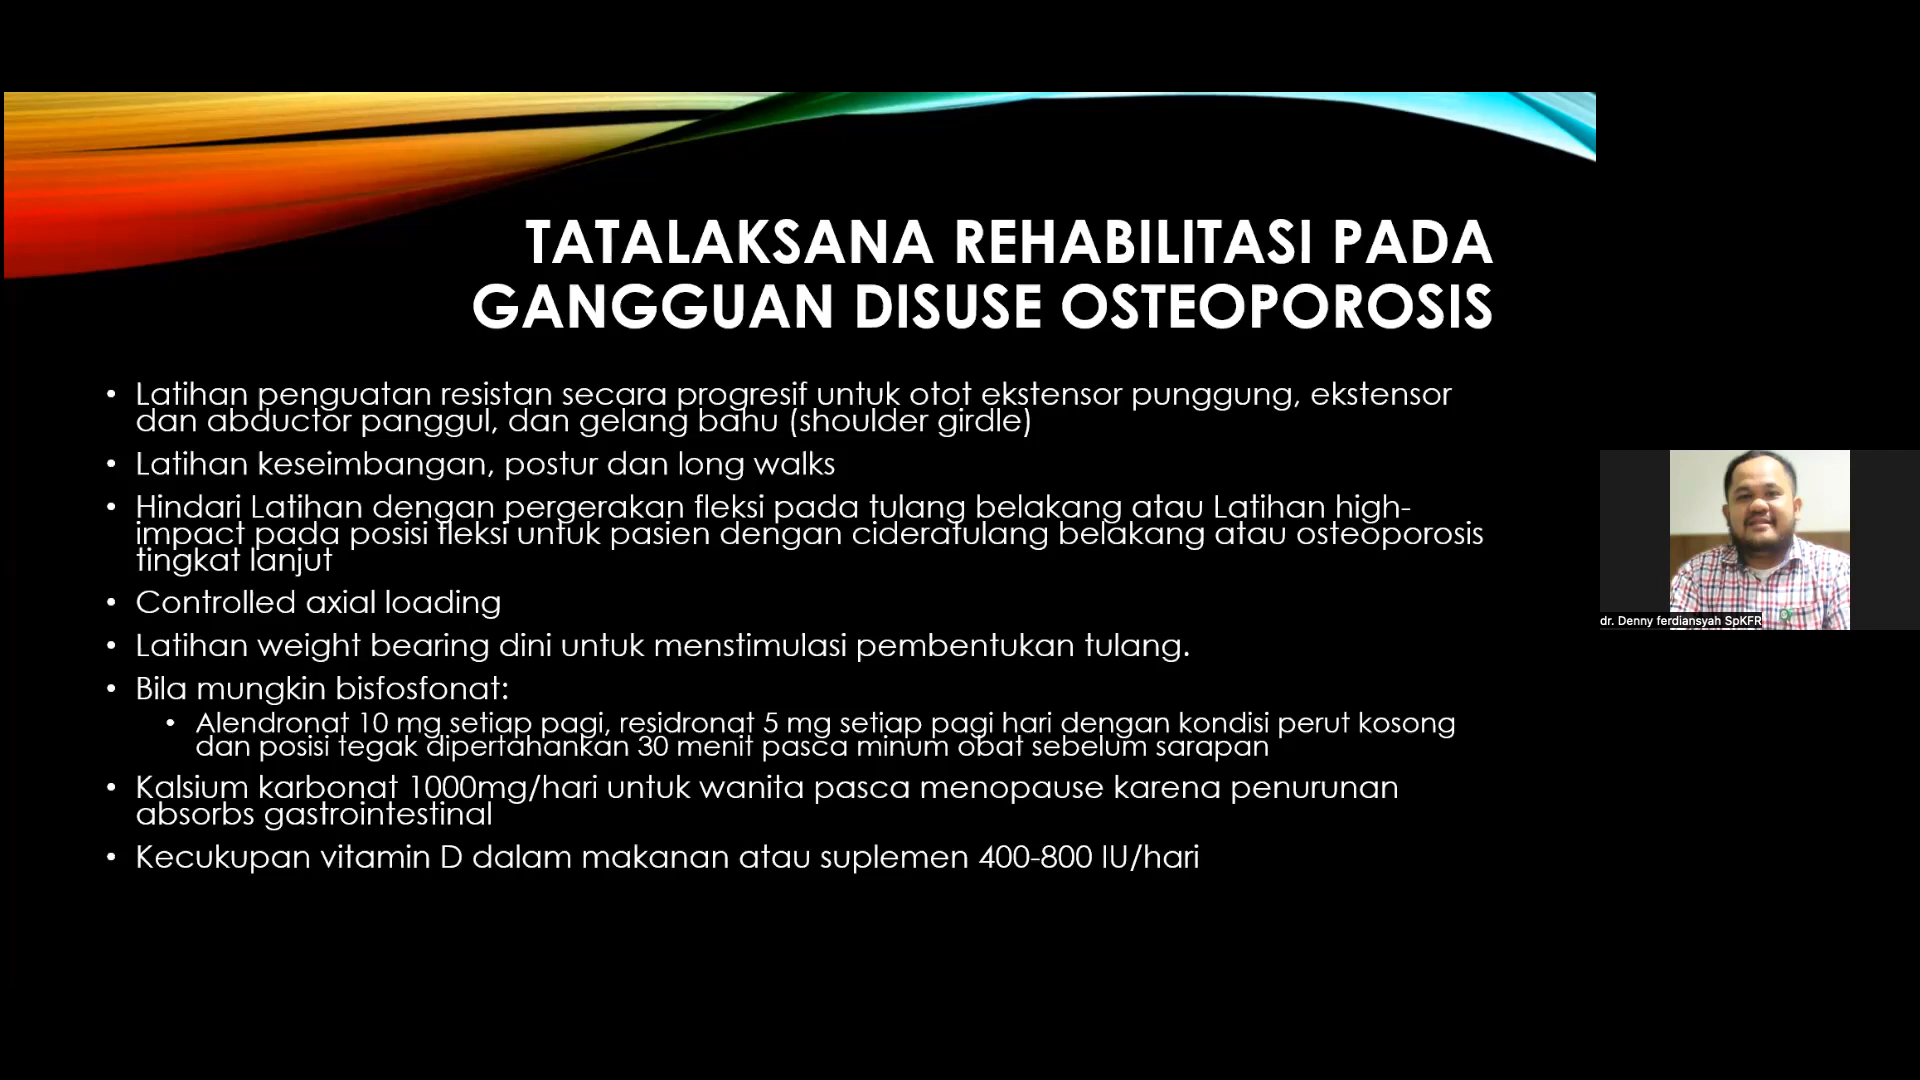 TATALAKSANA REHABILITASI PADA
GANGGUAN DISUSE OSTEOPOROSIS
• Latihan penguatan resistan secara progresif untuk otot ekstensor punggung, ekstensor
dan abductor panggul, dan gelang bahu (shoulder girdle)
• Latihan keseimbangan, postur dan long walks
• Hindari Latihan dengan pergerakan fleksi pada tulang belakang atau Latihan high-
impact pada posisi fleksi untuk pasien dengan cideratulang belakang atau osteoporosis
tingkat lanjut
• Controlled axial loading
• Latihan weight bearing dini untuk menstimulasi pembentukan tulang.
• Bila mungkin bisfosfonat:
• Alendronat 10 mg setiap pagi, residronat 5 mg setiap pagi hari dengan kondisi perut kosong
dan posisi tegak dipertahankan 30 menit pasca minum obat sebelum sarapan
• Kalsium karbonat 1000mg/hari untuk wanita pasca menopause karena penurunan
absorbs gastrointestinal
• Kecukupan vitamin D dalam makanan atau suplemen 400-800 IU/hari
dr. Denny ferdiansyah SpKFR